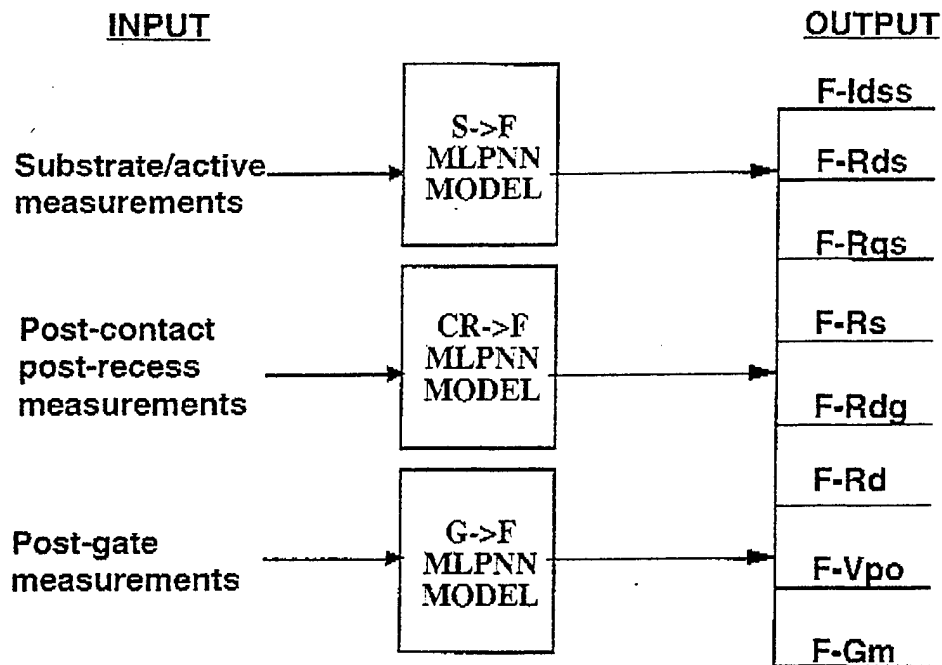 INPUT
OUTPUT
Substrate/active
measurements
S->F
MLPNN
MODEL
Post-contact
post-recess
measurements
CR->F
MLPNN
MODEL
Post-gate
measurements
G->F
MLPNN
MODEL
F-Idss
F-Rds
F-Rqs
F-Rs
F-Rdg
F-Rd
F-Vpo
F-Gm